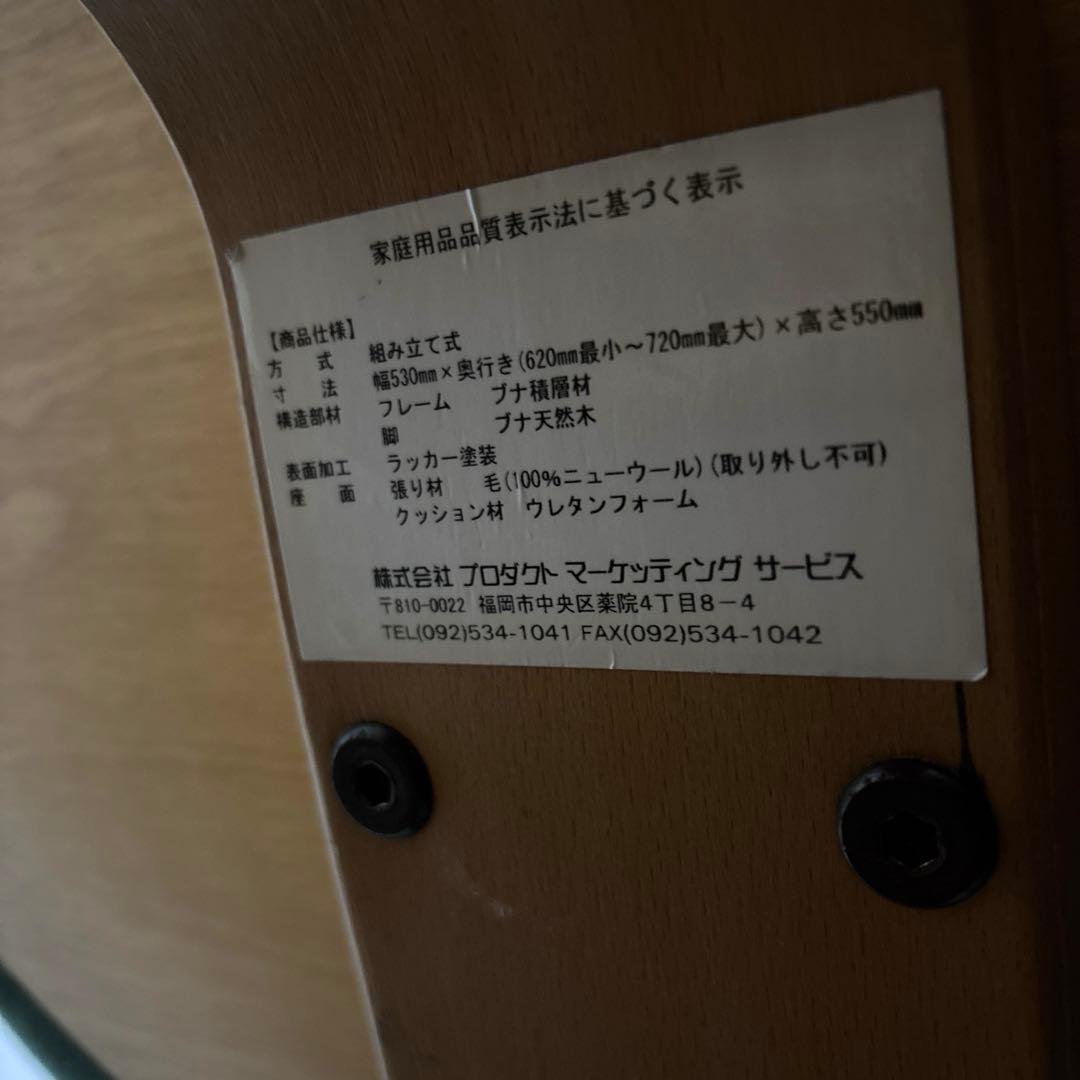 家庭用品品質表示法に基づく表示
【商品仕様】
方 式 組み立て式
寸 法 幅530mm×奥行き(620mm最小～720mm最大)×高さ550mm
構造部材 フレーム ブナ積層材
脚 ブナ天然木
表面加工 ラッカー塗装
座 面 張り材 毛(100%ニューウール)(取り外し不可)
クッション材 ウレタンフォーム
株式会社 プロダクト マーケッティング サービス
〒810-0022 福岡市中央区薬院4丁目8-4
TEL(092)534-1041 FAX(092)534-1042